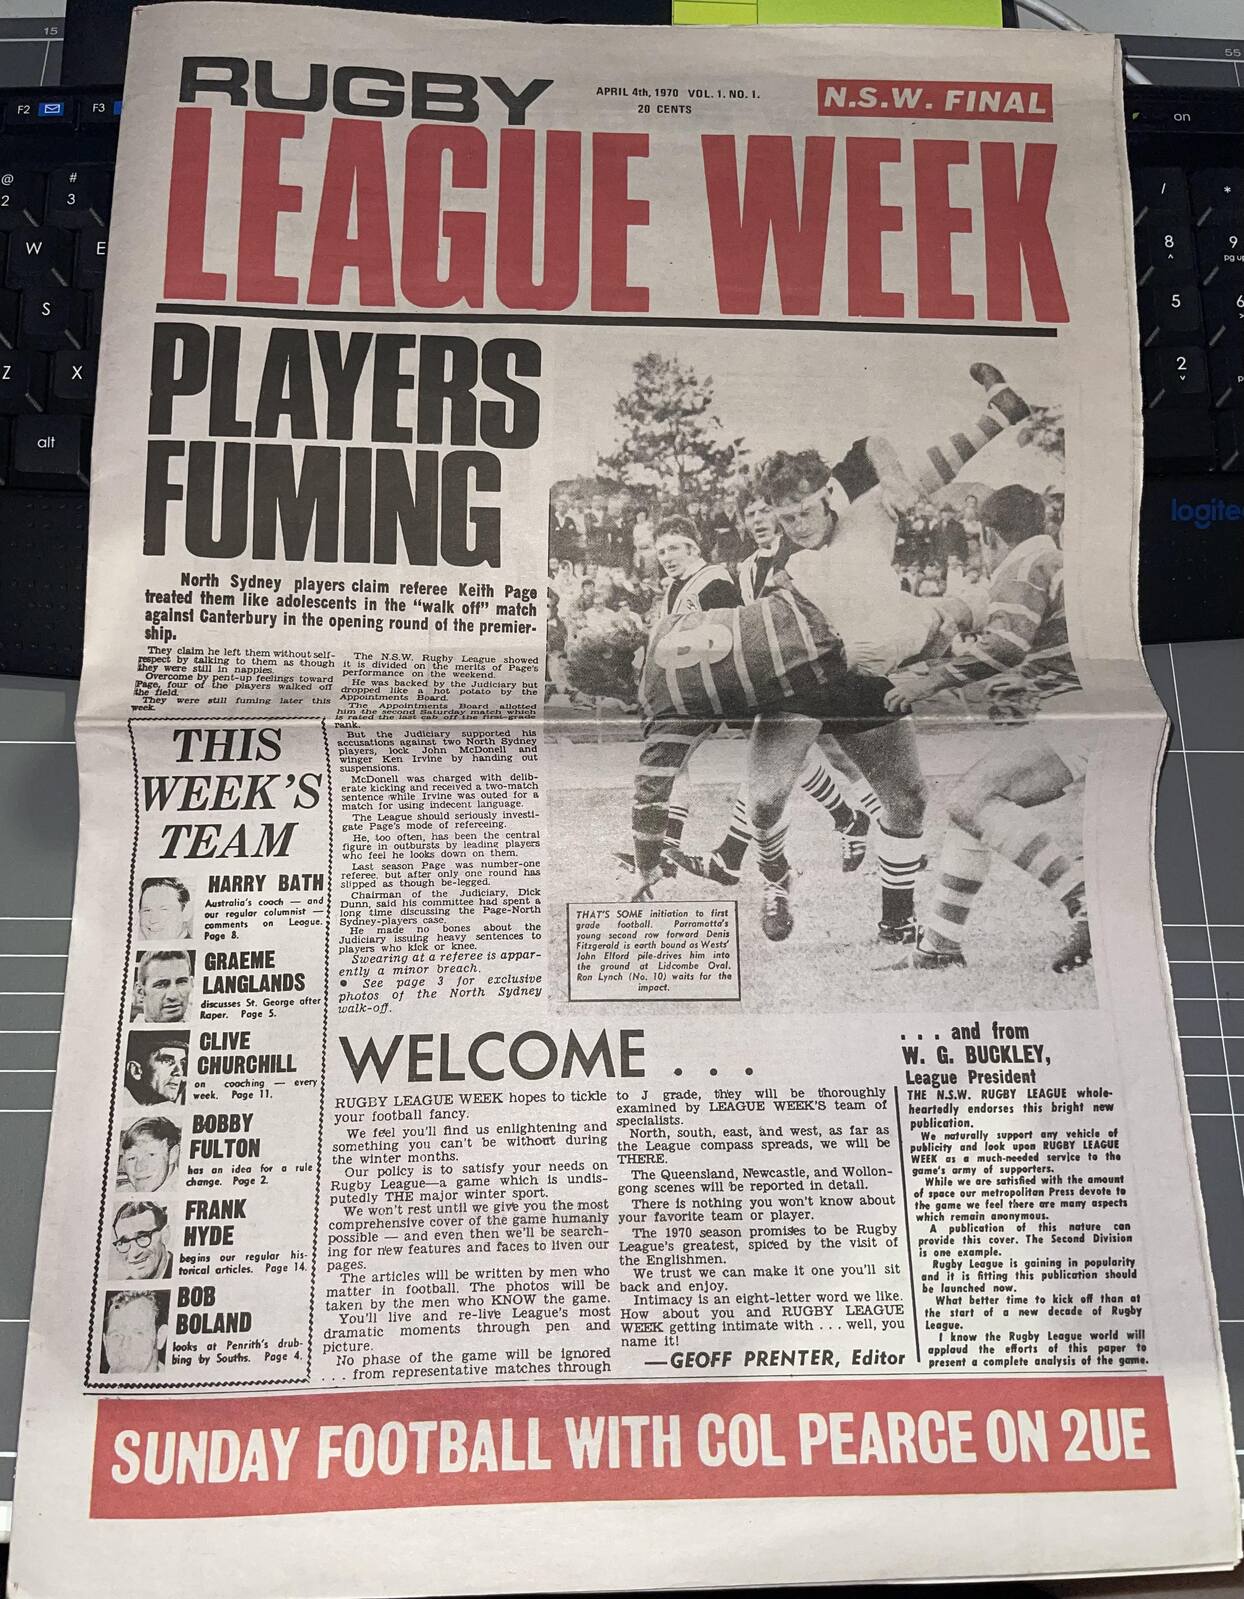 RUGBY
APRIL 4th, 1970 VOL. 1. NO. 1.
20 CENTS
N.S.W. FINAL
LEAGUE WEEK
PLAYERS
FUMING
North Sydney players claim referee Keith Page
treated them like adolescents in the "walk off" match
against Canterbury in the opening round of the premier-
ship.
They claim he left them without self-
respect by talking to them as though
they were still in nappies.
Overcome by pent-up feelings toward
Page, four of the players walked off
the field.
They were still fuming later this
week.
The N.S.W. Rugby League showed
it is divided on the merits of Page's
performance on the weekend.
He was backed by the Judiciary but
dropped like a hot potato by the
Appointments Board.
The Appointments Board allotted
him the second Saturday match which
is rated the last cab off the first-grade
rank.
But the Judiciary supported his
accusations against two North Sydney
players, lock John McDonell and
winger Ken Irvine by handing out
suspensions.
McDonell was charged with delib-
erate kicking and received a two-match
sentence while Irvine was outed for a
match for using indecent language.
The League should seriously investi-
gate Page's mode of refereeing.
He, too often, has been the central
figure in outbursts by leading players
who feel he looks down on them.
Last season Page was number-one
referee, but after only one round has
slipped as though be-legged.
Chairman of the Judiciary, Dick
Dunn, said his committee had spent a
long time discussing the Page-North
Sydney-players case.
He made no bones about the
Judiciary issuing heavy sentences to
players who kick or knee.
Swearing at a referee is appar-
ently a minor breach.
● See page 3 for exclusive
photos of the North Sydney
walk-off.
THAT'S SOME initiation to first
grade football. Parramatta's
young second row forward Denis
Fitzgerald is earth bound as Wests'
John Elford pile-drives him into
the ground at Lidcombe Oval.
Ron Lynch (No. 10) waits for the
impact.
THIS
WEEK'S
TEAM
HARRY BATH
Australia's coach — and
our regular columnist —
comments on League.
Page 8.
GRAEME
LANGLANDS
discusses St. George after
Raper. Page 5.
CLIVE
CHURCHILL
on coaching — every
week. Page 11.
BOBBY
FULTON
has an idea for a rule
change. Page 2.
FRANK
HYDE
begins our regular his-
torical articles. Page 14.
BOB
BOLAND
looks at Penrith's drub-
bing by Souths. Page 4.
WELCOME . . .
RUGBY LEAGUE WEEK hopes to tickle
your football fancy.
We feel you'll find us enlightening and
something you can't be without during
the winter months.
Our policy is to satisfy your needs on
Rugby League—a game which is undis-
putedly THE major winter sport.
We won't rest until we give you the most
comprehensive cover of the game humanly
possible — and even then we'll be search-
ing for new features and faces to liven our
pages.
The articles will be written by men who
matter in football. The photos will be
taken by the men who KNOW the game.
You'll live and re-live League's most
dramatic moments through pen and
picture.
No phase of the game will be ignored
. . . from representative matches through
to J grade, they will be thoroughly
examined by LEAGUE WEEK'S team of
specialists.
North, south, east, and west, as far as
the League compass spreads, we will be
THERE.
The Queensland, Newcastle, and Wollon-
gong scenes will be reported in detail.
There is nothing you won't know about
your favorite team or player.
The 1970 season promises to be Rugby
League's greatest, spiced by the visit of
the Englishmen.
We trust we can make it one you'll sit
back and enjoy.
Intimacy is an eight-letter word we like.
How about you and RUGBY LEAGUE
WEEK getting intimate with . . . well, you
name it!
—GEOFF PRENTER, Editor
. . . and from
W. G. BUCKLEY,
League President
THE N.S.W. RUGBY LEAGUE whole-
heartedly endorses this bright new
publication.
We naturally support any vehicle of
publicity and look upon RUGBY LEAGUE
WEEK as a much-needed service to the
game's army of supporters.
While we are satisfied with the amount
of space our metropolitan Press devote to
the game we feel there are many aspects
which remain anonymous.
A publication of this nature can
provide this cover. The Second Division
is one example.
Rugby League is gaining in popularity
and it is fitting this publication should
be launched now.
What better time to kick off than at
the start of a new decade of Rugby
League.
I know the Rugby League world will
applaud the efforts of this paper to
present a complete analysis of the game.
SUNDAY FOOTBALL WITH COL PEARCE ON 2UE
15
55
F2
F3
@
2
#
3
W
E
S
Z
X
alt
on
/
*
8
9
pg up
5
6
2
logite